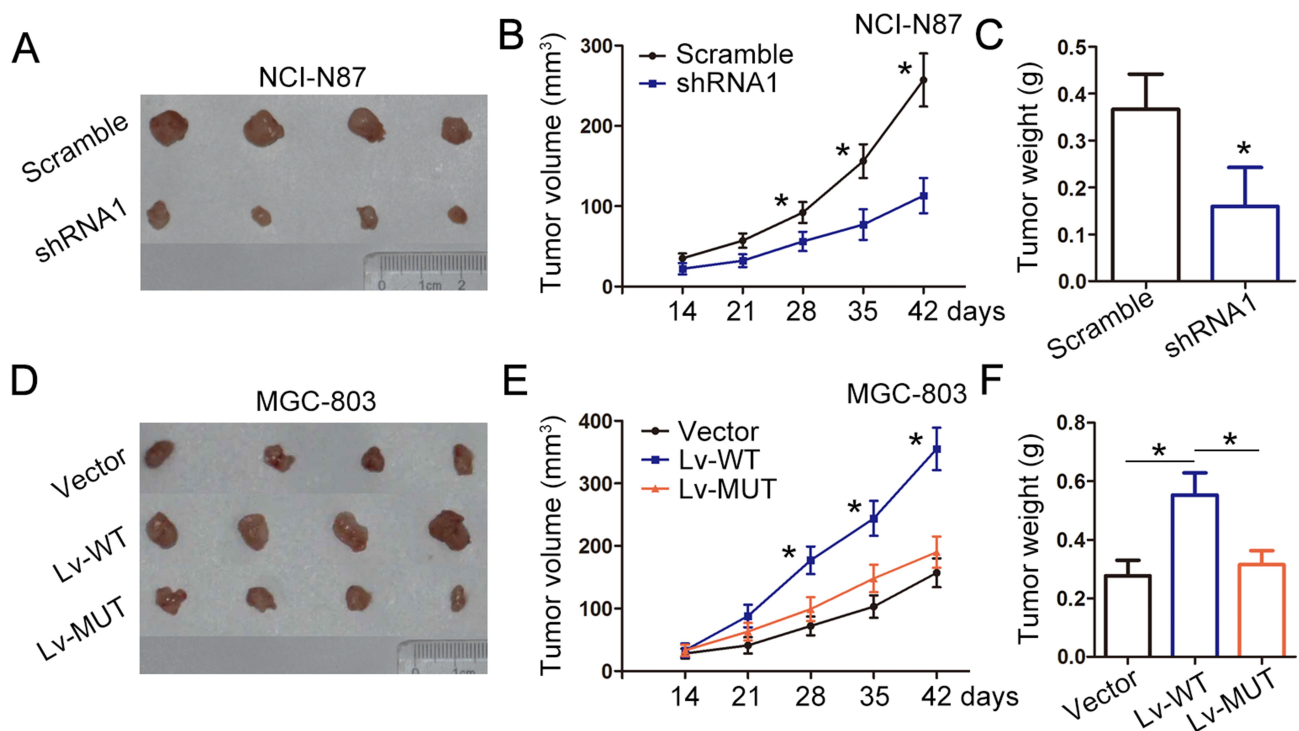 A
NCI-N87
Scramble
shRNA1
0 1cm 2
B
NCI-N87
Tumor volume (mm³)
300
200
100
0
Scramble
shRNA1
*
*
*
14 21 28 35 42 days
C
Tumor weight (g)
0.5
0.4
0.3
0.2
0.1
0.0
*
Scramble
shRNA1
D
MGC-803
Vector
Lv-WT
Lv-MUT
0 1cm
E
MGC-803
Tumor volume (mm³)
400
300
200
100
0
Vector
Lv-WT
Lv-MUT
*
*
*
14 21 28 35 42 days
F
Tumor weight (g)
0.8
0.6
0.4
0.2
0.0
* *
Vector
Lv-WT
Lv-MUT